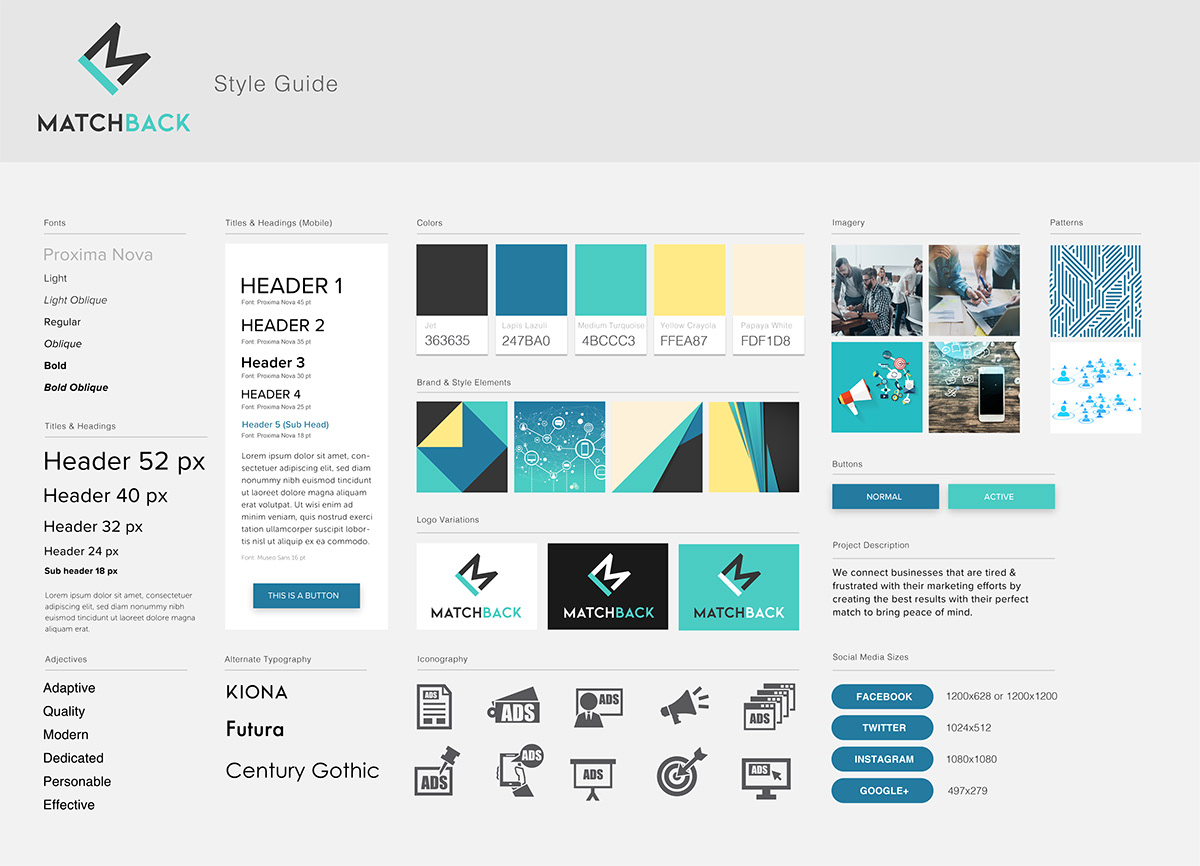 MATCHBACK
Style Guide
Fonts
Proxima Nova
Light
Light Oblique
Regular
Oblique
Bold
Bold Oblique
Titles & Headings
Header 52 px
Header 40 px
Header 32 px
Header 24 px
Sub header 18 px
Lorem ipsum dolor sit amet, consectetuer
adipiscing elit, sed diam nonummy nibh
euismod tincidunt ut laoreet dolore magna
aliquam erat.
Adjectives
Adaptive
Quality
Modern
Dedicated
Personable
Effective
Titles & Headings (Mobile)
HEADER 1
Font: Proxima Nova 45 pt
HEADER 2
Font: Proxima Nova 35 pt
Header 3
Font: Proxima Nova 30 pt
HEADER 4
Font: Proxima Nova 25 pt
Header 5 (Sub Head)
Font: Proxima Nova 18 pt
Lorem ipsum dolor sit amet, con-
sectetuer adipiscing elit, sed diam
nonummy nibh euismod tincidunt
ut laoreet dolore magna aliquam
erat volutpat. Ut wisi enim ad
minim veniam, quis nostrud exerci
tation ullamcorper suscipit lobor-
tis nisl ut aliquip ex ea commodo.
Font: Museo Sans 16 pt
THIS IS A BUTTON
Alternate Typography
KIONA
Futura
Century Gothic
Colors
Jet
363635
Lapis Lazuli
247BA0
Medium Turquoise
4BCCC3
Yellow Crayola
FFEA87
Papaya White
FDF1D8
Brand & Style Elements
Logo Variations
MATCHBACK
MATCHBACK
MATCHBACK
Iconography
ADS
ADS
ADS
ADS
ADS
ADS
ADS
ADS
Imagery
Patterns
Buttons
NORMAL
ACTIVE
Project Description
We connect businesses that are tired &
frustrated with their marketing efforts by
creating the best results with their perfect
match to bring peace of mind.
Social Media Sizes
FACEBOOK 1200x628 or 1200x1200
TWITTER 1024x512
INSTAGRAM 1080x1080
GOOGLE+ 497x279